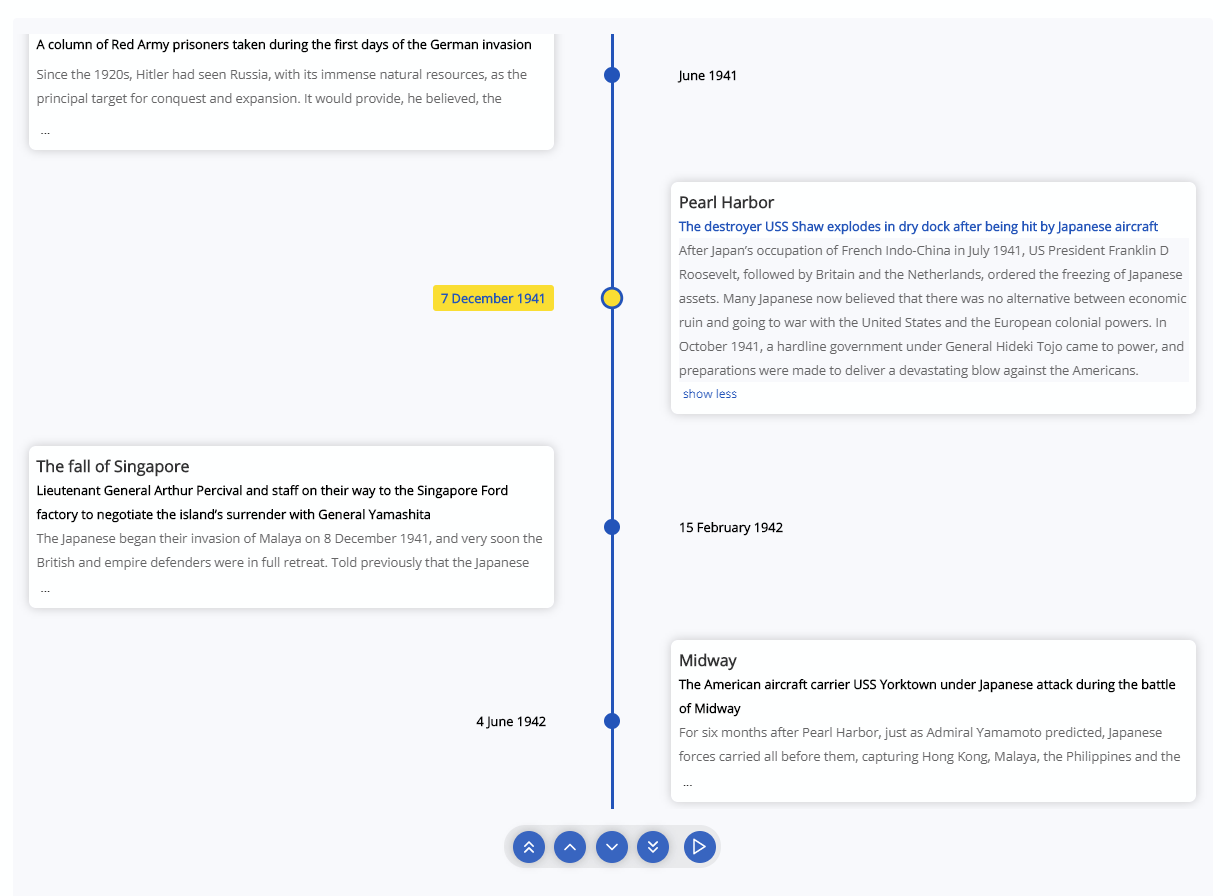 A column of Red Army prisoners taken during the first days of the German invasion
Since the 1920s, Hitler had seen Russia, with its immense natural resources, as the
principal target for conquest and expansion. It would provide, he believed, the
...
June 1941
Pearl Harbor
The destroyer USS Shaw explodes in dry dock after being hit by Japanese aircraft
After Japan’s occupation of French Indo-China in July 1941, US President Franklin D
Roosevelt, followed by Britain and the Netherlands, ordered the freezing of Japanese
assets. Many Japanese now believed that there was no alternative between economic
ruin and going to war with the United States and the European colonial powers. In
October 1941, a hardline government under General Hideki Tojo came to power, and
preparations were made to deliver a devastating blow against the Americans.
show less
7 December 1941
The fall of Singapore
Lieutenant General Arthur Percival and staff on their way to the Singapore Ford
factory to negotiate the island’s surrender with General Yamashita
The Japanese began their invasion of Malaya on 8 December 1941, and very soon the
British and empire defenders were in full retreat. Told previously that the Japanese
...
15 February 1942
Midway
The American aircraft carrier USS Yorktown under Japanese attack during the battle
of Midway
For six months after Pearl Harbor, just as Admiral Yamamoto predicted, Japanese
forces carried all before them, capturing Hong Kong, Malaya, the Philippines and the
...
4 June 1942